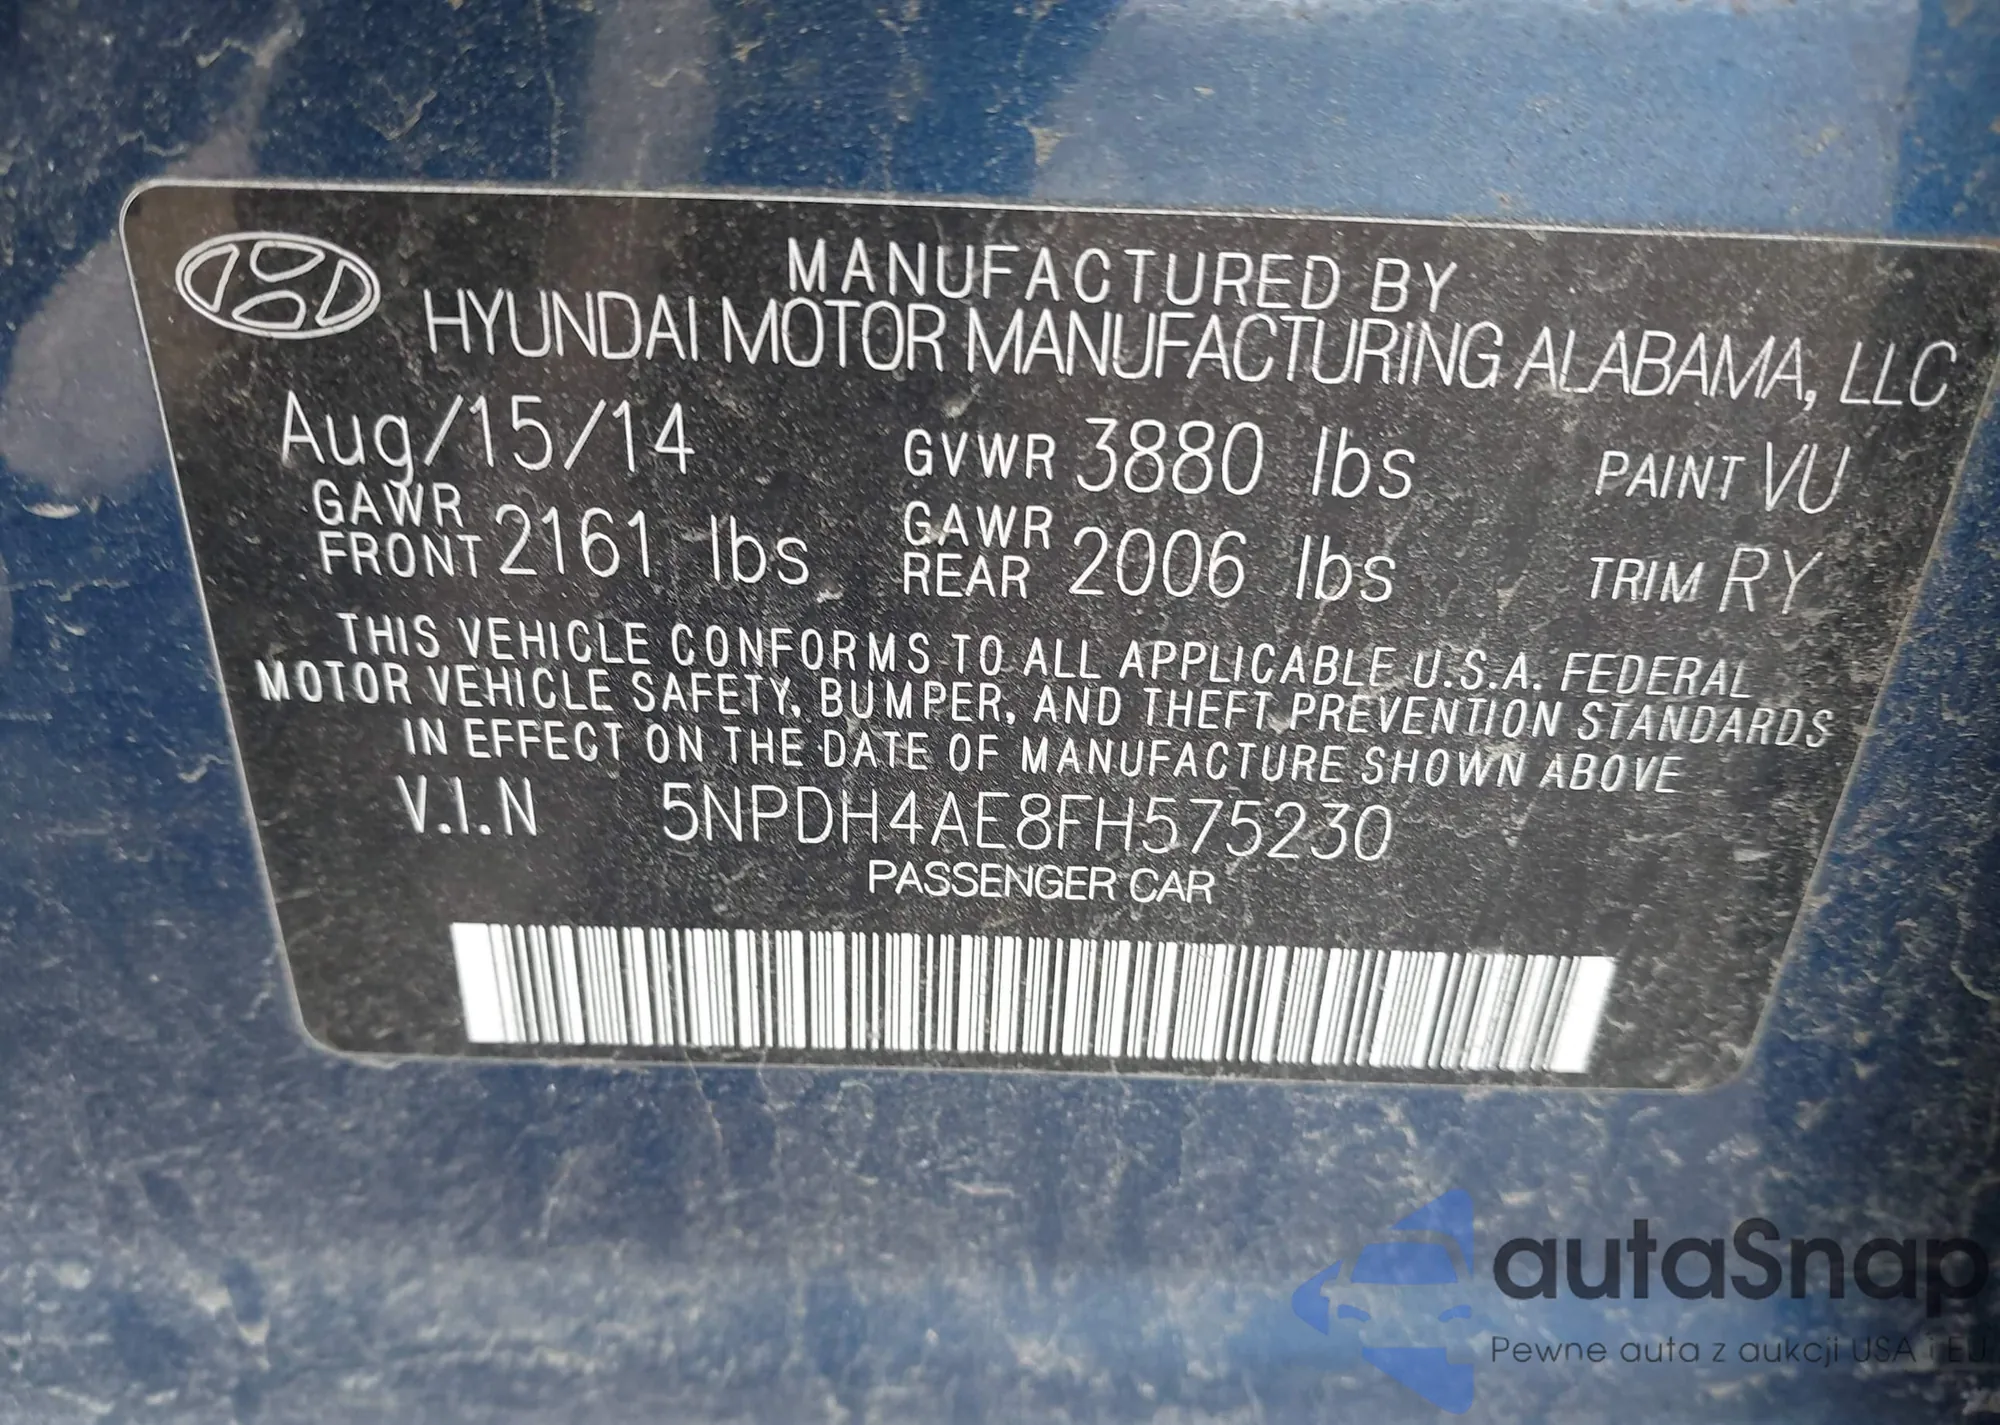 MANUFACTURED BY
HYUNDAI MOTOR MANUFACTURING ALABAMA, LLC
Aug/15/14 GVWR 3880 lbs PAINT VU
GAWR FRONT 2161 lbs GAWR REAR 2006 lbs TRIM RY
THIS VEHICLE CONFORMS TO ALL APPLICABLE U.S.A. FEDERAL
MOTOR VEHICLE SAFETY, BUMPER, AND THEFT PREVENTION STANDARDS
IN EFFECT ON THE DATE OF MANUFACTURE SHOWN ABOVE
V.I.N 5NPDH4AE8FH575230
PASSENGER CAR
autaSnap
Pewne auta z aukcji USA i EU